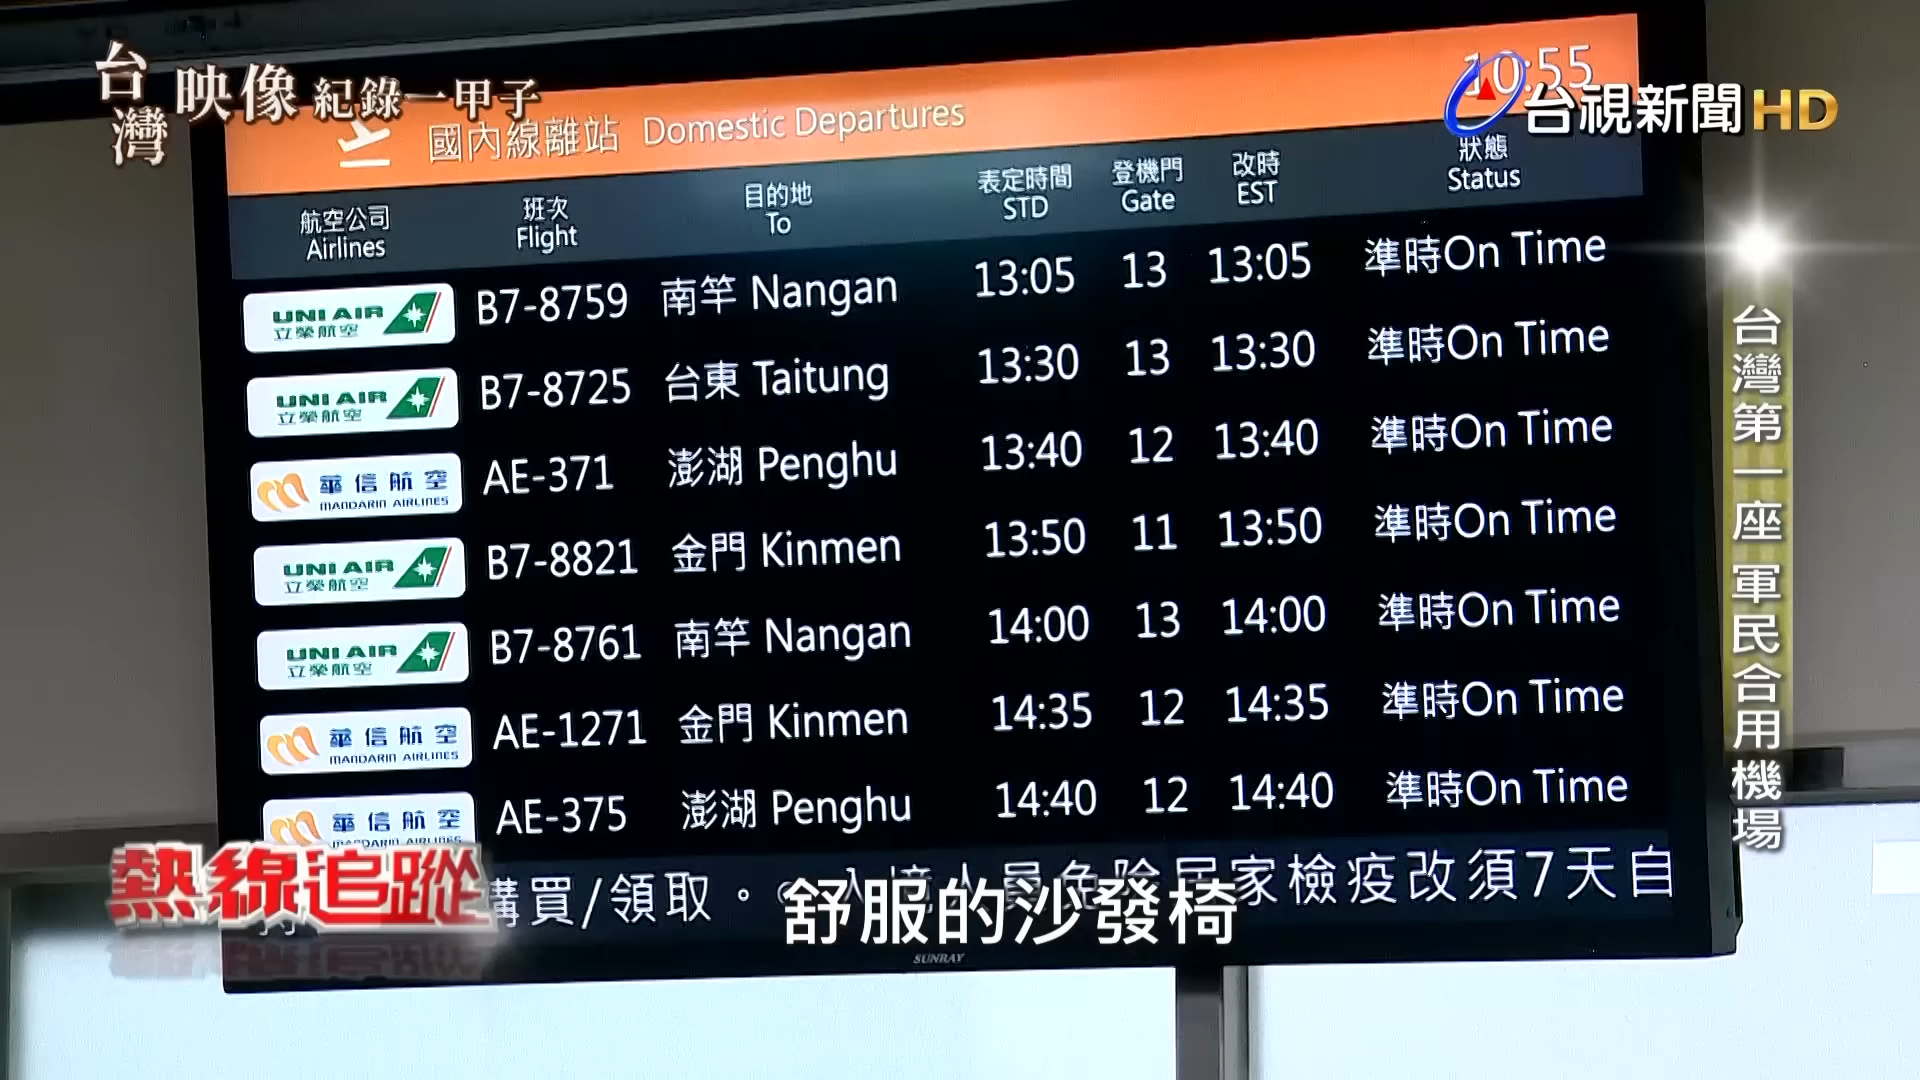 台灣映像 紀錄一甲子
台視新聞HD
10:55
國內線離站 Domestic Departures
航空公司 班次 目的地 表定時間 登機門 改時 狀態
Airlines Flight To STD Gate EST Status
UNI AIR 立榮航空 B7-8759 南竿 Nangan 13:05 13 13:05 準時On Time
UNI AIR 立榮航空 B7-8725 台東 Taitung 13:30 13 13:30 準時On Time
華信航空 MANDARIN AIRLINES AE-371 澎湖 Penghu 13:40 12 13:40 準時On Time
UNI AIR 立榮航空 B7-8821 金門 Kinmen 13:50 11 13:50 準時On Time
UNI AIR 立榮航空 B7-8761 南竿 Nangan 14:00 13 14:00 準時On Time
華信航空 MANDARIN AIRLINES AE-1271 金門 Kinmen 14:35 12 14:35 準時On Time
華信航空 MANDARIN AIRLINES AE-375 澎湖 Penghu 14:40 12 14:40 準時On Time
購買/領取。 入境人員免除居家檢疫改須7天自
SUNRAY
台灣第一座軍民合用機場
熱線追蹤
舒服的沙發椅